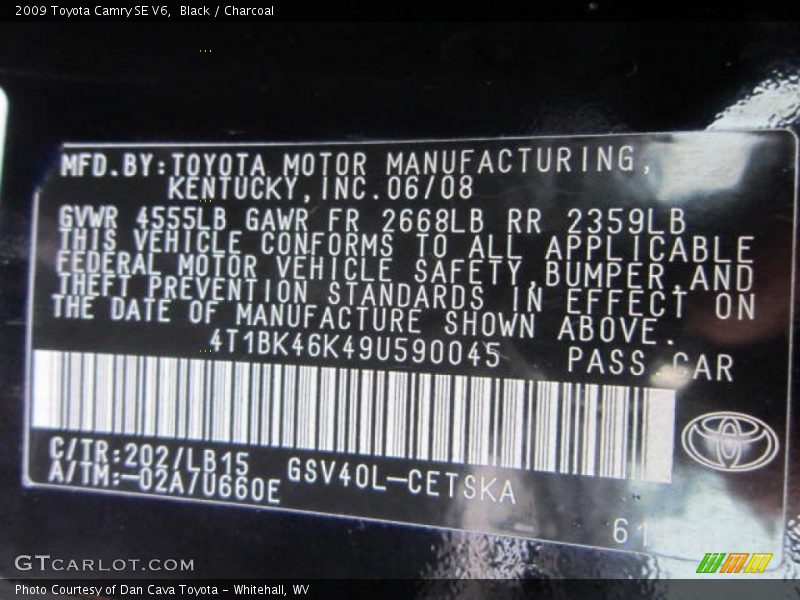 2009 Toyota Camry SE V6,  Black / Charcoal
MFD.BY:TOYOTA MOTOR MANUFACTURING,
KENTUCKY,INC.06/08
GVWR 4555LB GAWR FR 2668LB RR 2359LB
THIS VEHICLE CONFORMS TO ALL APPLICABLE
FEDERAL MOTOR VEHICLE SAFETY,BUMPER,AND
THEFT PREVENTION STANDARDS IN EFFECT ON
THE DATE OF MANUFACTURE SHOWN ABOVE.
4T1BK46K49U590045 PASS.CAR
C/TR:202/LB15 GSV40L-CETSKA
A/TM:-02A/U660E
GTCARLOT.COM
Photo Courtesy of Dan Cava Toyota - Whitehall, WV